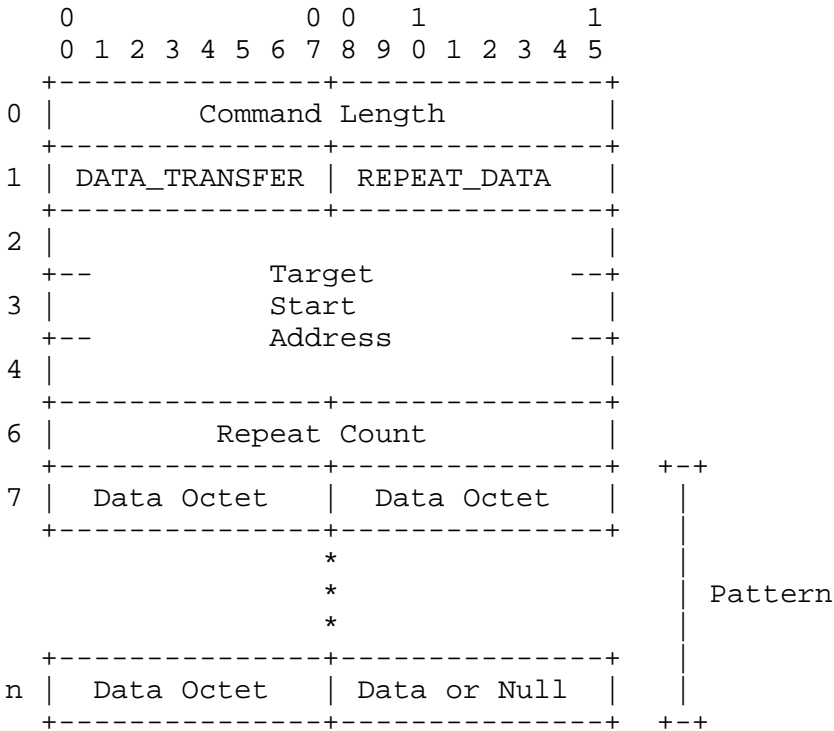 0 0 0 1 1
0 1 2 3 4 5 6 7 8 9 0 1 2 3 4 5
+---------------+---------------+
0 | Command Length |
+---------------+---------------+
1 | DATA_TRANSFER | REPEAT_DATA |
+---------------+---------------+
2 | |
+-- Target --+
3 | Start |
+-- Address --+
4 | |
+---------------+---------------+
6 | Repeat Count |
+---------------+---------------+ +-+
7 | Data Octet | Data Octet | |
+---------------+---------------+ |
* |
* | Pattern
* |
+---------------+---------------+ |
n | Data Octet | Data or Null | |
+---------------+---------------+ +-+